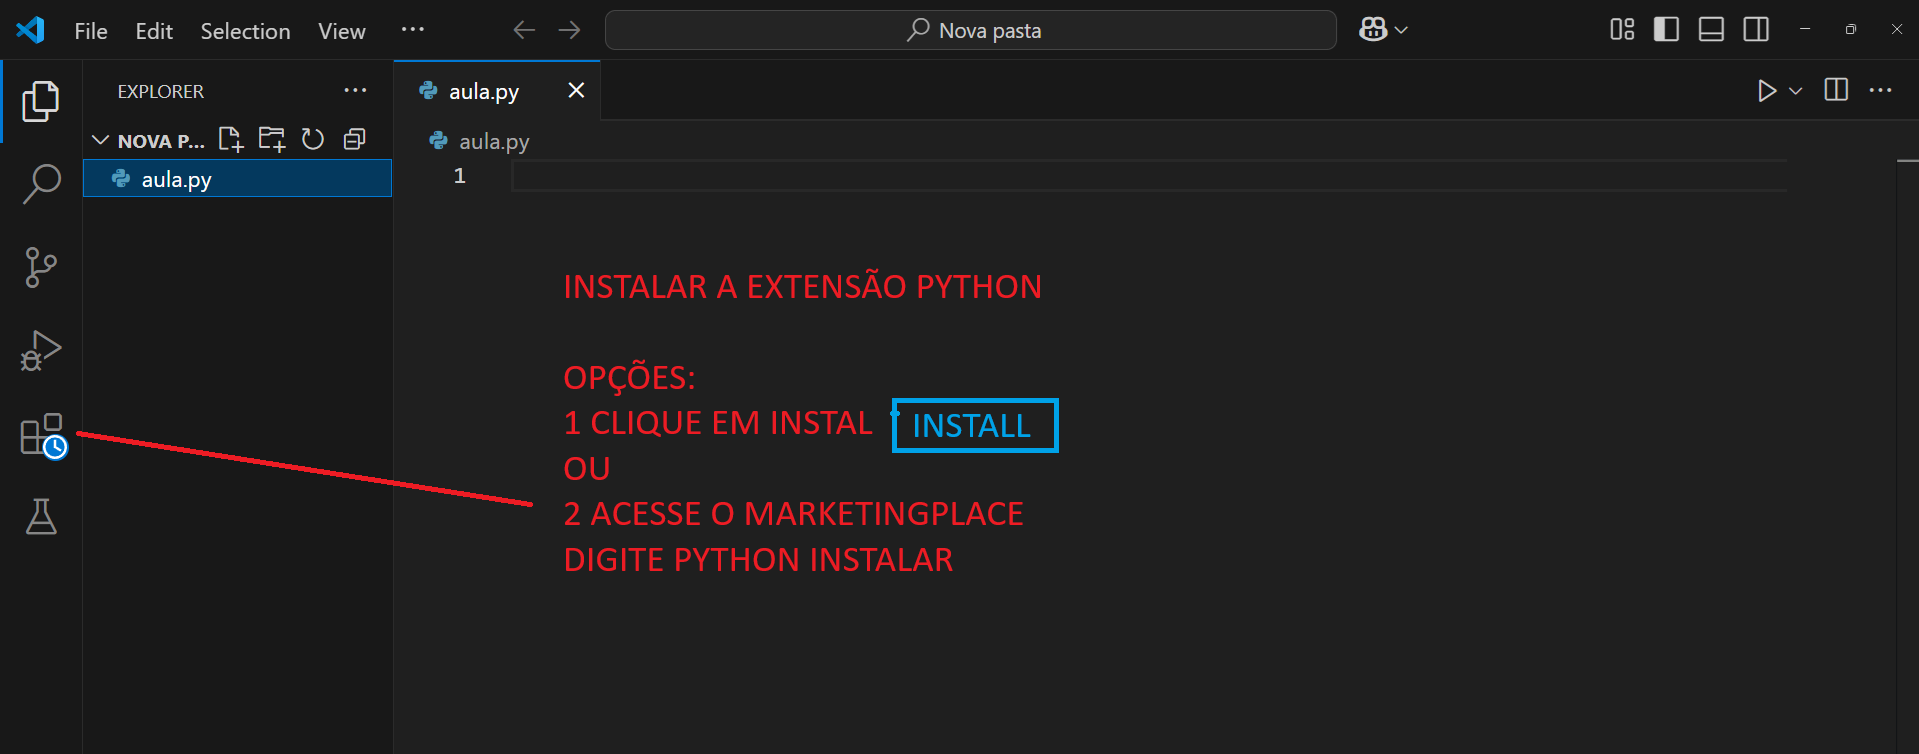 File Edit Selection View ··· Nova pasta
EXPLORER ···
aula.py
NOVA P...
aula.py
aula.py
1
INSTALAR A EXTENSÃO PYTHON
OPÇÕES:
1 CLIQUE EM INSTAL INSTALL
OU
2 ACESSE O MARKETINGPLACE
DIGITE PYTHON INSTALAR